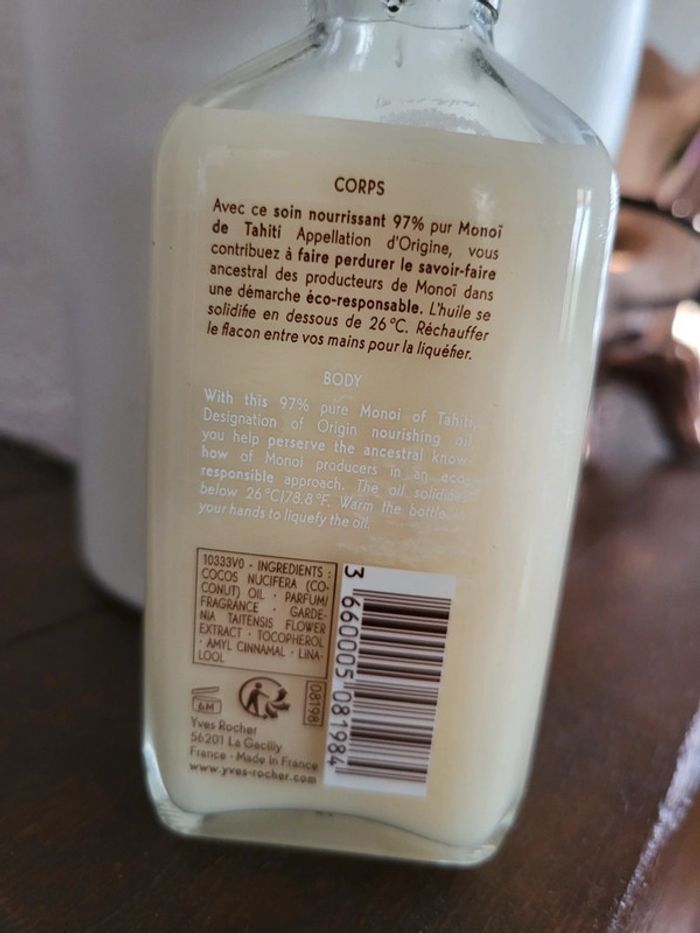 CORPS
Avec ce soin nourrissant 97% pur Monoï
de Tahiti Appellation d'Origine, vous
contribuez à faire perdurer le savoir-faire
ancestral des producteurs de Monoï dans
une démarche éco-responsable. L'huile se
solidifie en dessous de 26°C. Réchauffer
le flacon entre vos mains pour la liquéfier.
BODY
With this 97% pure Monoi of Tahiti,
Designation of Origin nourishing oil,
you help perserve the ancestral know-
how of Monoi producers in an eco-
responsible approach. The oil solidifies
below 26°C/78.8°F. Warm the bottle in
your hands to liquefy the oil.
10333V0 · INGREDIENTS :
COCOS NUCIFERA (CO-
CONUT) OIL · PARFUM/
FRAGRANCE · GARDE-
NIA TAITENSIS FLOWER
EXTRACT · TOCOPHEROL
· AMYL CINNAMAL · LINA-
LOOL
3 660005 081984
08198
6M
Yves Rocher
56201 La Gacilly
France - Made in France
www.yves-rocher.com